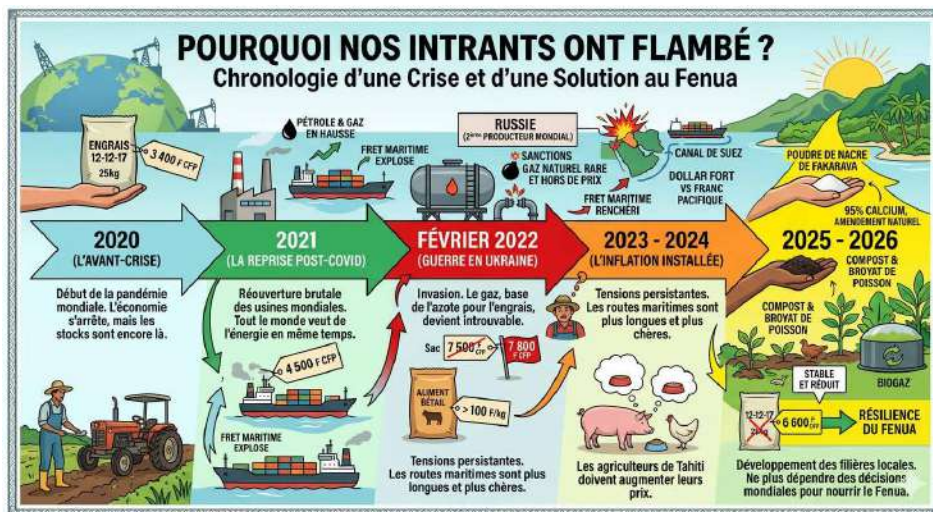 POURQUOI NOS INTRANTS ONT FLAMBÉ ?
Chronologie d'une Crise et d'une Solution au Fenua
ENGRAIS
12-12-17
25kg
3 400 F CFP
PÉTROLE & GAZ
EN HAUSSE
FRET MARITIME
EXPLOSE
RUSSIE
(2ème PRODUCTEUR MONDIAL)
SANCTIONS
GAZ NATUREL RARE
ET HORS DE PRIX
FRET MARITIME
RENCHÉRI
CANAL DE SUEZ
DOLLAR FORT
VS FRANC
PACIFIQUE
POUDRE DE NACRE
DE FAKARAVA
95% CALCIUM,
AMENDEMENT NATUREL
2020
(L'AVANT-CRISE)
Début de la pandémie
mondiale. L'économie
s'arrête, mais les
stocks sont encore là.
2021
(LA REPRISE POST-COVID)
Réouverture brutale
des usines mondiales.
Tout le monde veut de
l'énergie en même temps.
4 500 F CFP
FRET MARITIME
EXPLOSE
FÉVRIER 2022
(GUERRE EN UKRAINE)
Invasion. Le gaz, base
de l'azote pour l'engrais,
devient introuvable.
Sac
7 500 F CFP
7 800
F CFP
ALIMENT
BÉTAIL
> 100 F/kg
Tensions persistantes.
Les routes maritimes sont plus
longues et plus chères.
2023 - 2024
(L'INFLATION INSTALLÉE)
Tensions persistantes.
Les routes maritimes sont
plus longues et plus
chères.
Les agriculteurs de Tahiti
doivent augmenter leurs
prix.
2025 - 2026
COMPOST &
BROYAT DE
POISSON
COMPOST &
BROYAT DE
POISSON
BIOGAZ
STABLE
ET RÉDUIT
12-12-17
6 600 F CFP
RÉSILIENCE
DU FENUA
Développement des filières locales.
Ne plus dépendre des décisions
mondiales pour nourrir le Fenua.